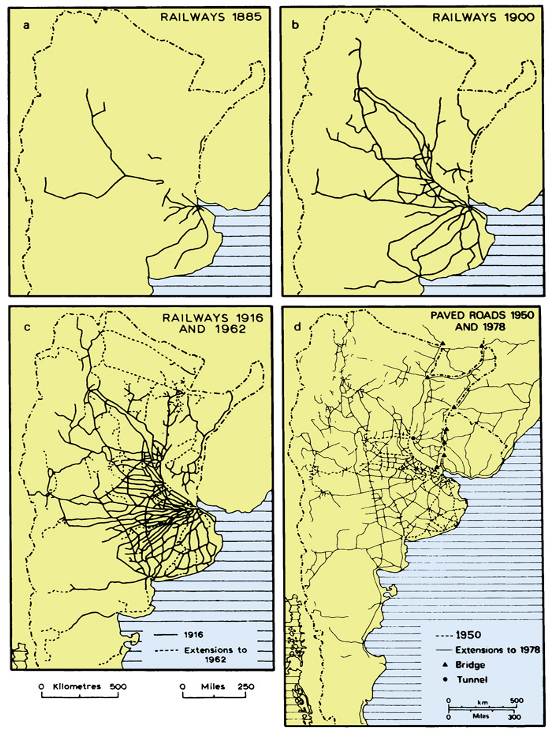 a
RAILWAYS 1885
b
RAILWAYS 1900
c
RAILWAYS 1916
AND 1962
1916
Extensions to
1962
d
PAVED ROADS 1950
AND 1978
1950
Extensions to 1978
Bridge
Tunnel
0 Kilometres 500
0 Miles 250
0 km 500
0 Miles 300